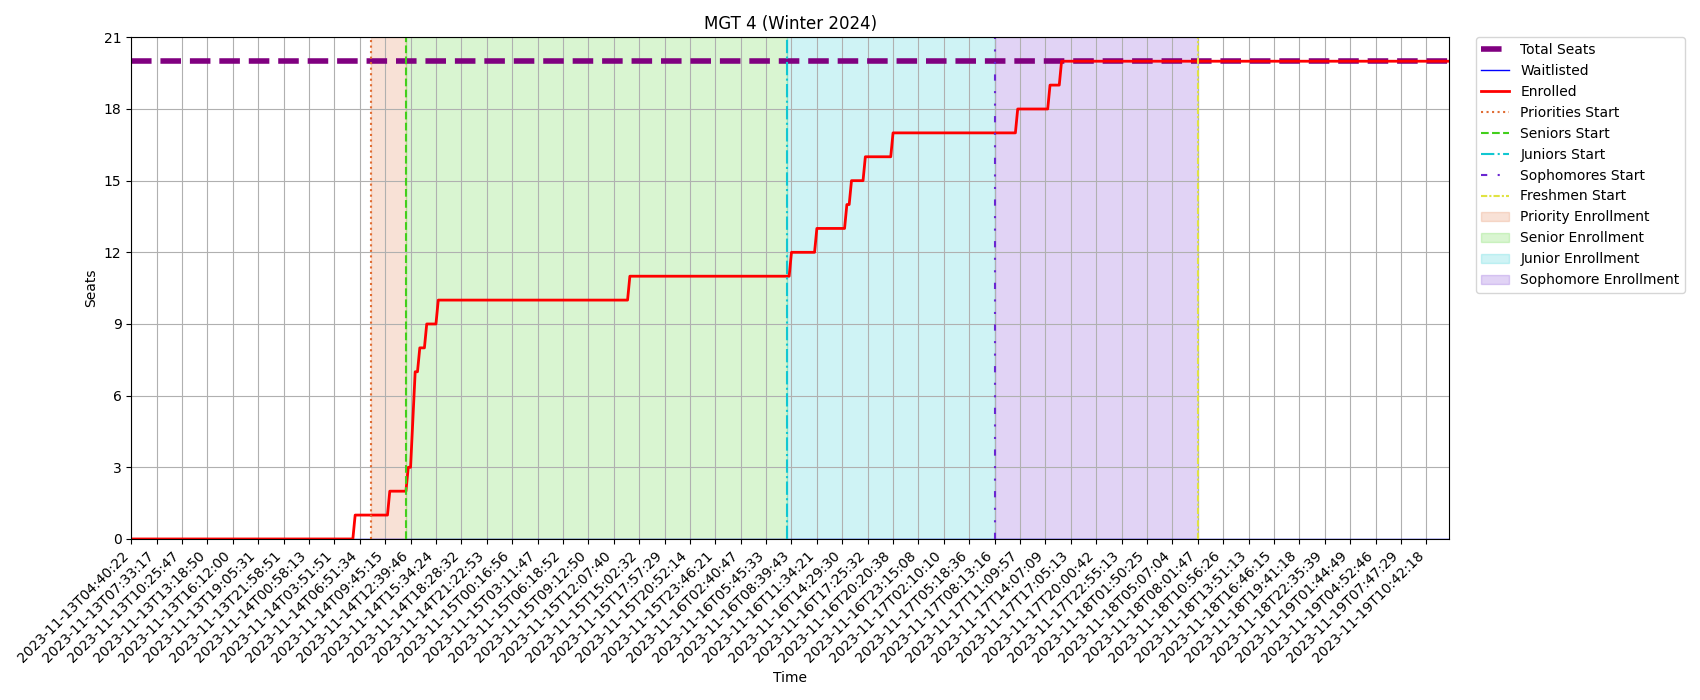 MGT 4 (Winter 2024)
21
18
15
12
9
6
3
0
Seats
2023-11-13T04:40:22
2023-11-13T07:33:17
2023-11-13T10:25:47
2023-11-13T13:18:50
2023-11-13T16:12:00
2023-11-13T19:05:31
2023-11-13T21:58:51
2023-11-14T00:58:13
2023-11-14T03:51:51
2023-11-14T06:51:34
2023-11-14T09:45:15
2023-11-14T12:39:46
2023-11-14T15:34:24
2023-11-14T18:28:32
2023-11-14T21:22:53
2023-11-15T00:16:56
2023-11-15T03:11:47
2023-11-15T06:18:52
2023-11-15T09:12:50
2023-11-15T12:07:40
2023-11-15T15:02:32
2023-11-15T17:57:29
2023-11-15T20:52:14
2023-11-15T23:46:21
2023-11-16T02:40:47
2023-11-16T05:45:33
2023-11-16T08:39:43
2023-11-16T11:34:21
2023-11-16T14:29:30
2023-11-16T17:25:32
2023-11-16T20:20:38
2023-11-16T23:15:08
2023-11-17T02:10:10
2023-11-17T05:18:36
2023-11-17T08:13:16
2023-11-17T11:09:57
2023-11-17T14:07:09
2023-11-17T17:05:13
2023-11-17T20:00:42
2023-11-17T22:55:13
2023-11-18T01:50:25
2023-11-18T05:07:04
2023-11-18T08:01:47
2023-11-18T10:56:26
2023-11-18T13:51:13
2023-11-18T16:46:15
2023-11-18T19:41:18
2023-11-18T22:35:39
2023-11-19T01:44:49
2023-11-19T04:52:46
2023-11-19T07:47:29
2023-11-19T10:42:18
Time
Total Seats
Waitlisted
Enrolled
Priorities Start
Seniors Start
Juniors Start
Sophomores Start
Freshmen Start
Priority Enrollment
Senior Enrollment
Junior Enrollment
Sophomore Enrollment